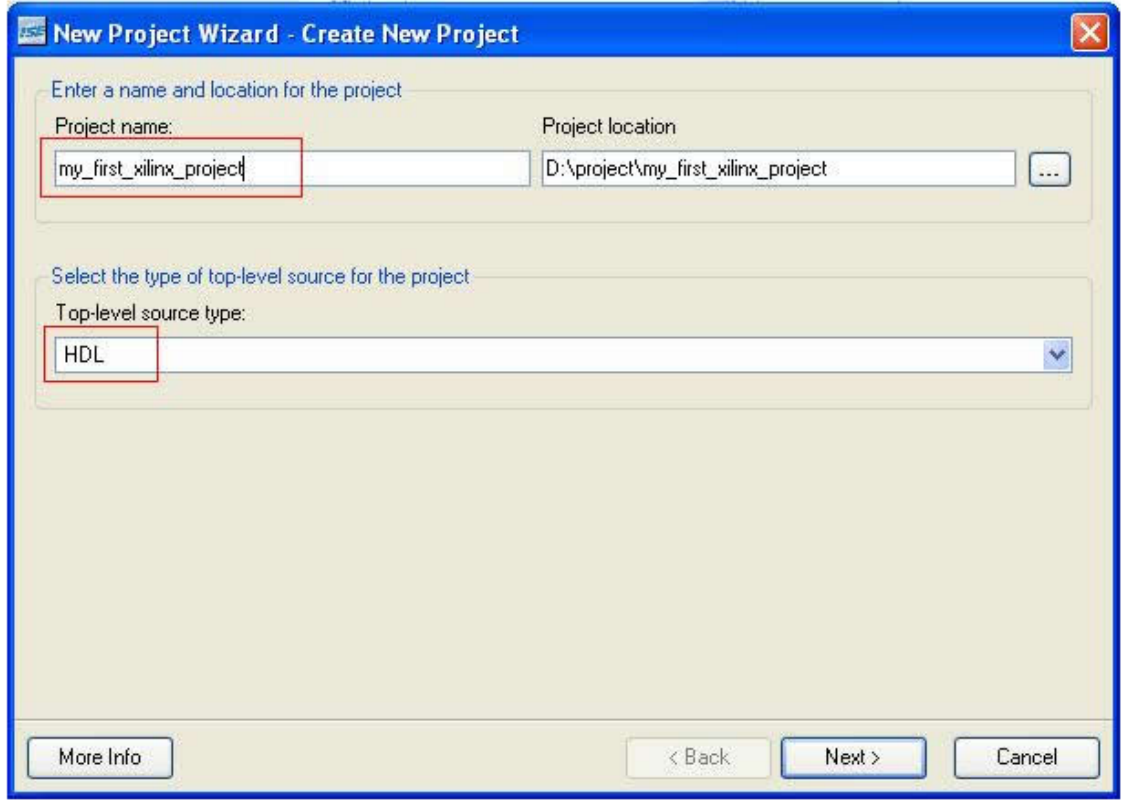 ISE New Project Wizard - Create New Project
Enter a name and location for the project
Project name: Project location
my_first_xilinx_project D:\project\my_first_xilinx_project ...
Select the type of top-level source for the project
Top-level source type:
HDL
More Info < Back Next > Cancel